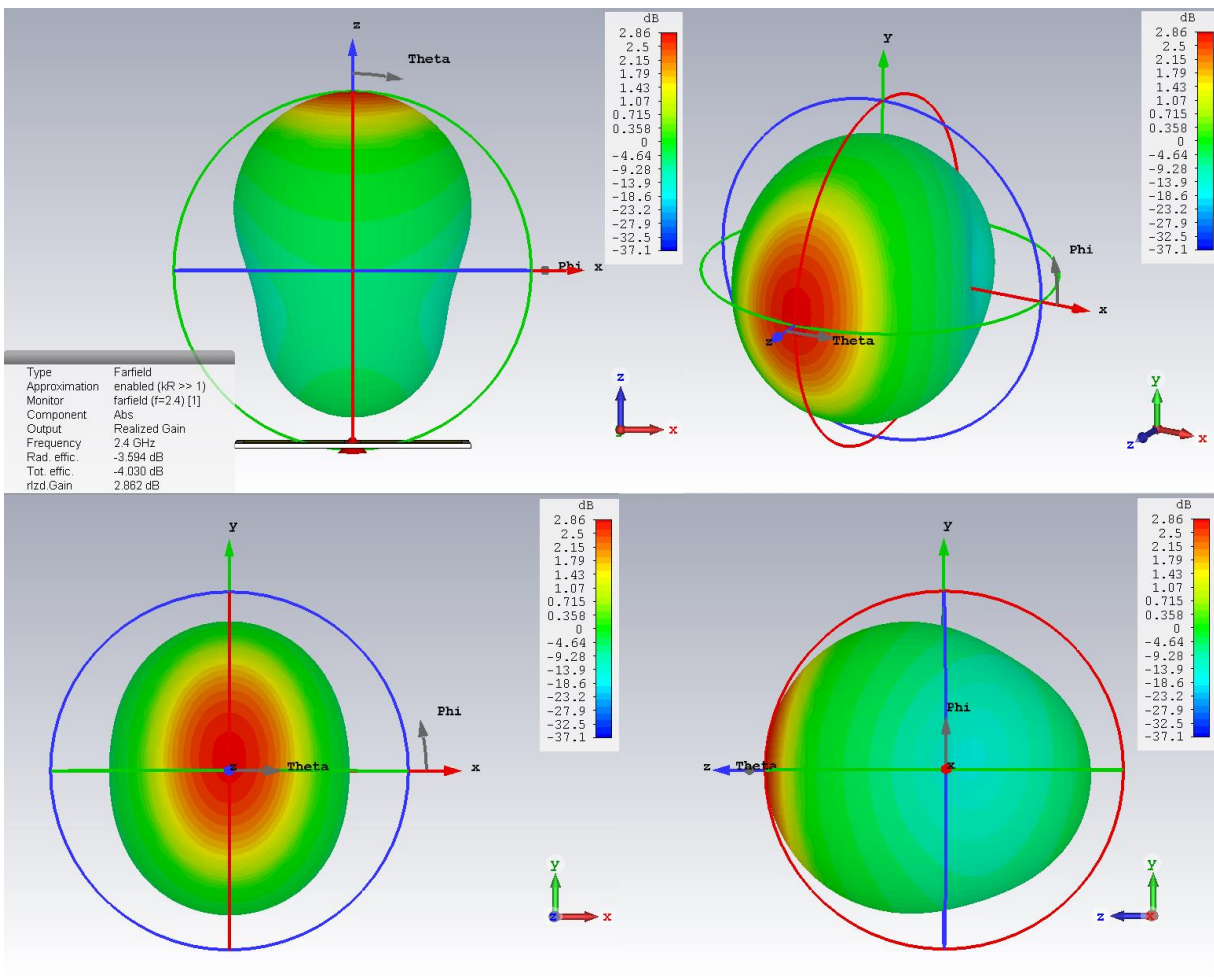 z
Theta
Phi x
dB
2.86
2.5
2.15
1.79
1.43
1.07
0.715
0.358
0
-4.64
-9.28
-13.9
-18.6
-23.2
-27.9
-32.5
-37.1
Type Farfield
Approximation enabled (kR >> 1)
Monitor farfield (f=2.4) [1]
Component Abs
Output Realized Gain
Frequency 2.4 GHz
Rad. effic. -3.594 dB
Tot. effic. -4.030 dB
rlzd.Gain 2.862 dB
z
x
y
Phi
x
z
Theta
dB
2.86
2.5
2.15
1.79
1.43
1.07
0.715
0.358
0
-4.64
-9.28
-13.9
-18.6
-23.2
-27.9
-32.5
-37.1
y
z
x
y
Phi
z
Theta
x
dB
2.86
2.5
2.15
1.79
1.43
1.07
0.715
0.358
0
-4.64
-9.28
-13.9
-18.6
-23.2
-27.9
-32.5
-37.1
y
z
x
y
Phi
z Theta
x
dB
2.86
2.5
2.15
1.79
1.43
1.07
0.715
0.358
0
-4.64
-9.28
-13.9
-18.6
-23.2
-27.9
-32.5
-37.1
y
z
x